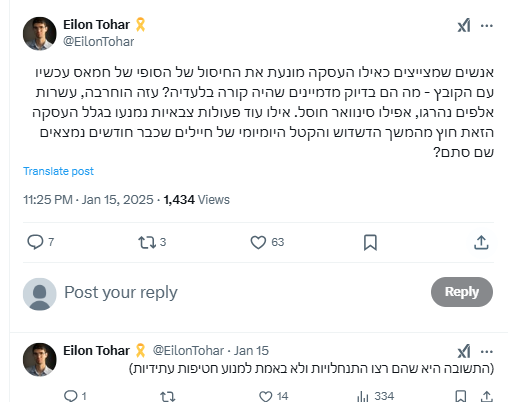 Eilon Tohar
@EilonTohar
אנשים שמצייצים כאילו העסקה מונעת את החיסול של הסופי של חמאס עכשיו
עם הקובץ - מה הם בדיוק מדמיינים שהיה קורה בלעדיה? עזה הוחרבה, עשרות
אלפים נהרגו, אפילו סינוואר חוסל. אילו עוד פעולות צבאיות נמנעו בגלל העסקה
הזאת חוץ מהמשך הדשדוש והקטל היומיומי של חיילים שכבר חודשים נמצאים
שם סתם?
Translate post
11:25 PM · Jan 15, 2025 · 1,434 Views
7 3 63
Post your reply Reply
Eilon Tohar @EilonTohar · Jan 15
(התשובה היא שהם רצו התנחלויות ולא באמת למנוע חטיפות עתידיות)
1 14 334